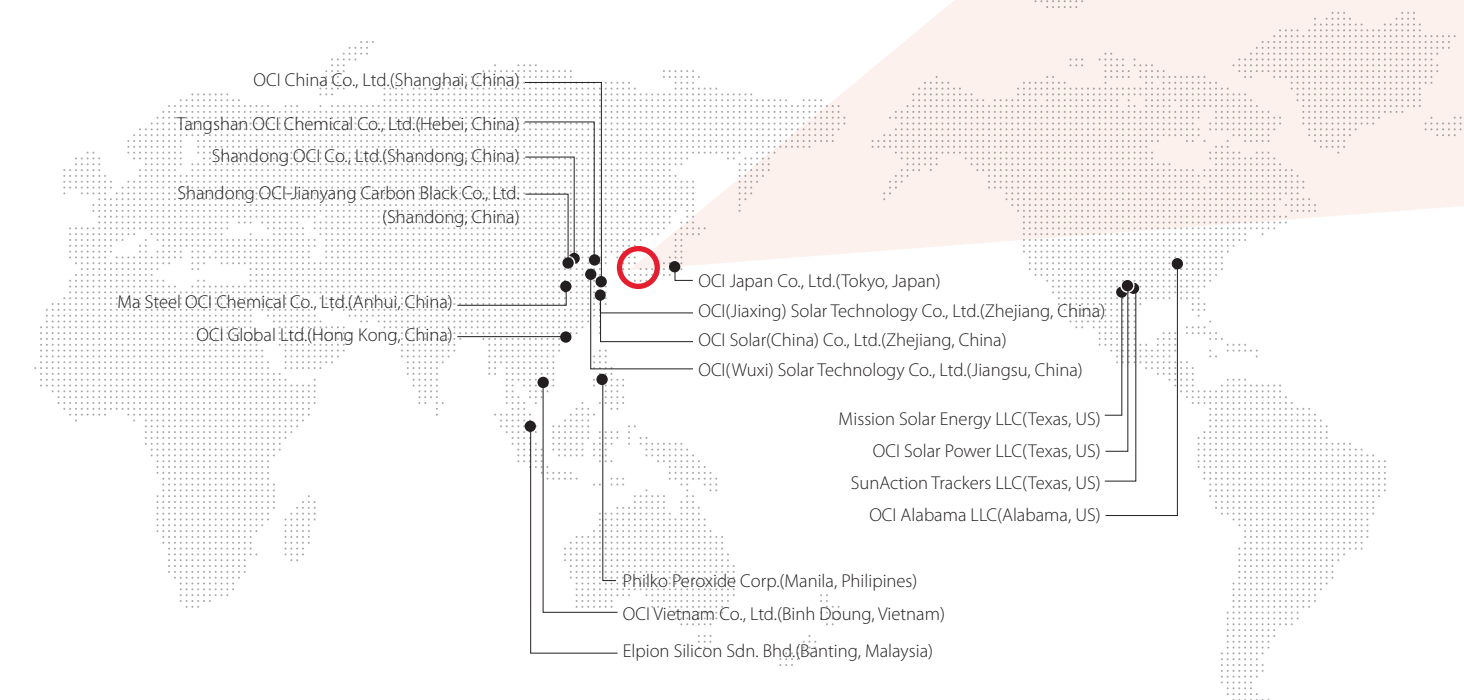 OCI China Co., Ltd.(Shanghai, China)
Tangshan OCI Chemical Co., Ltd.(Hebei, China)
Shandong OCI Co., Ltd.(Shandong, China)
Shandong OCI-Jianyang Carbon Black Co., Ltd.
(Shandong, China)
Ma Steel OCI Chemical Co., Ltd.(Anhui, China)
OCI Global Ltd.(Hong Kong, China)
OCI Japan Co., Ltd.(Tokyo, Japan)
OCI(Jiaxing) Solar Technology Co., Ltd.(Zhejiang, China)
OCI Solar(China) Co., Ltd.(Zhejiang, China)
OCI(Wuxi) Solar Technology Co., Ltd.(Jiangsu, China)
Mission Solar Energy LLC(Texas, US)
OCI Solar Power LLC(Texas, US)
SunAction Trackers LLC(Texas, US)
OCI Alabama LLC(Alabama, US)
Philko Peroxide Corp.(Manila, Philipines)
OCI Vietnam Co., Ltd.(Binh Doung, Vietnam)
Elpion Silicon Sdn. Bhd.(Banting, Malaysia)